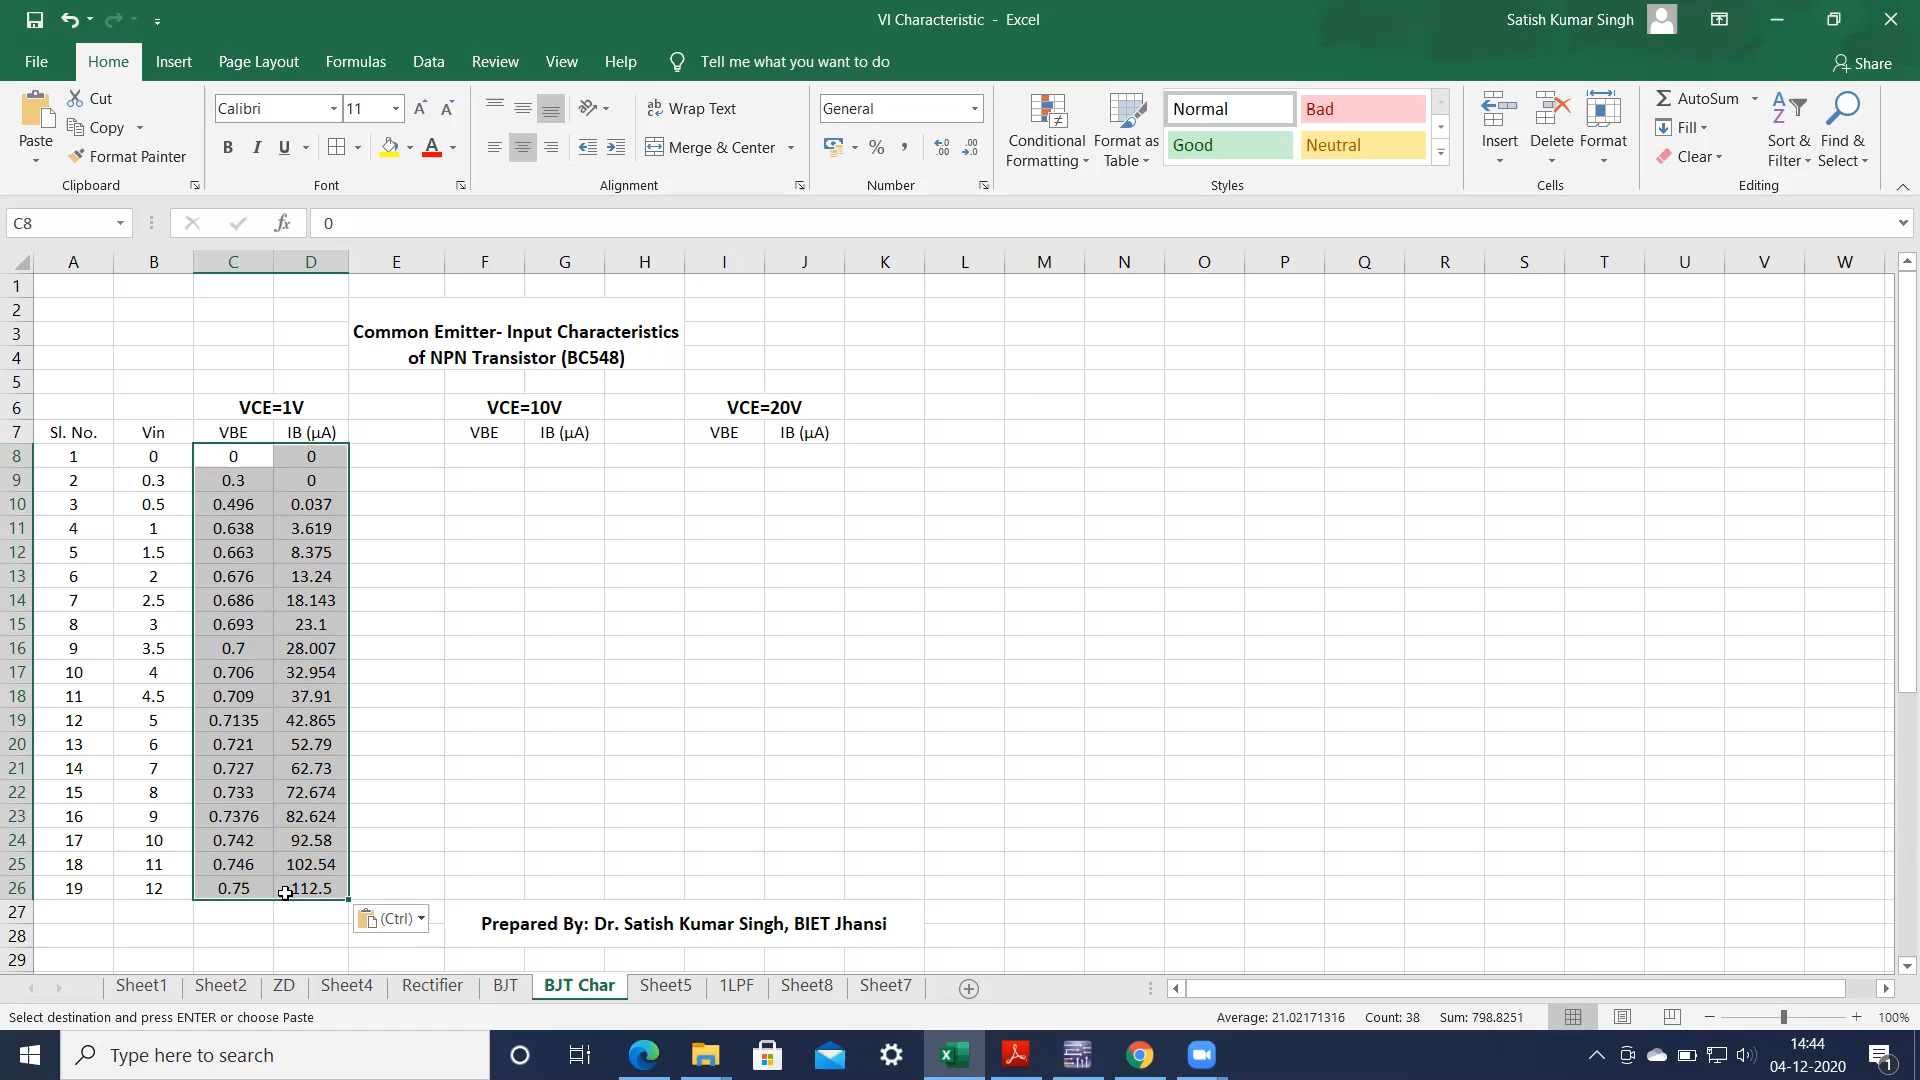 VI Characteristic - Excel
Satish Kumar Singh
File Home Insert Page Layout Formulas Data Review View Help Tell me what you want to do
Share
Paste
Cut
Copy
Format Painter
Clipboard
Calibri 11
B I U
Font
Wrap Text
Merge & Center
Alignment
General
Number
Conditional Formatting
Format as Table
Normal Bad
Good Neutral
Styles
Insert Delete Format
Cells
AutoSum
Fill
Clear
Sort & Filter
Find & Select
Editing
C8 fx 0
A B C D E F G H I J K L M N O P Q R S T U V W
1
2
3 Common Emitter- Input Characteristics
4 of NPN Transistor (BC548)
5
6 VCE=1V VCE=10V VCE=20V
7 Sl. No. Vin VBE IB (µA) VBE IB (µA) VBE IB (µA)
8 1 0 0 0
9 2 0.3 0.3 0
10 3 0.5 0.496 0.037
11 4 1 0.638 3.619
12 5 1.5 0.663 8.375
13 6 2 0.676 13.24
14 7 2.5 0.686 18.143
15 8 3 0.693 23.1
16 9 3.5 0.7 28.007
17 10 4 0.706 32.954
18 11 4.5 0.709 37.91
19 12 5 0.7135 42.865
20 13 6 0.721 52.79
21 14 7 0.727 62.73
22 15 8 0.733 72.674
23 16 9 0.7376 82.624
24 17 10 0.742 92.58
25 18 11 0.746 102.54
26 19 12 0.75 112.5
27 (Ctrl) Prepared By: Dr. Satish Kumar Singh, BIET Jhansi
28
29
Sheet1 Sheet2 ZD Sheet4 Rectifier BJT BJT Char Sheet5 1LPF Sheet8 Sheet7
Select destination and press ENTER or choose Paste Average: 21.02171316 Count: 38 Sum: 798.8251 100%
Type here to search
14:44
04-12-2020
1